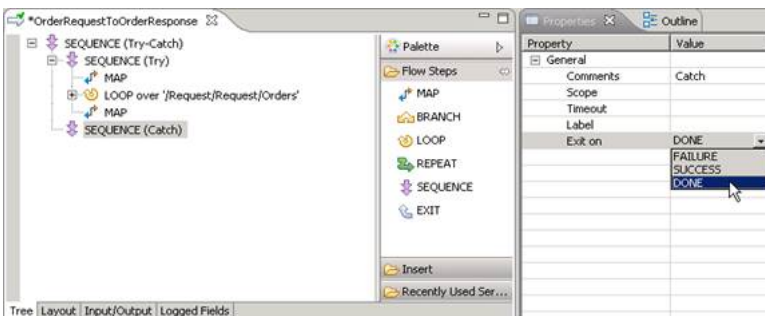 *OrderRequestToOrderResponse
SEQUENCE (Try-Catch)
SEQUENCE (Try)
MAP
LOOP over '/Request/Request/Orders'
MAP
SEQUENCE (Catch)
Palette
Flow Steps
MAP
BRANCH
LOOP
REPEAT
SEQUENCE
EXIT
Insert
Recently Used Ser...
Tree Layout Input/Output Logged Fields
Properties Outline
Property Value
General
Comments Catch
Scope
Timeout
Label
Exit on DONE
FAILURE
SUCCESS
DONE